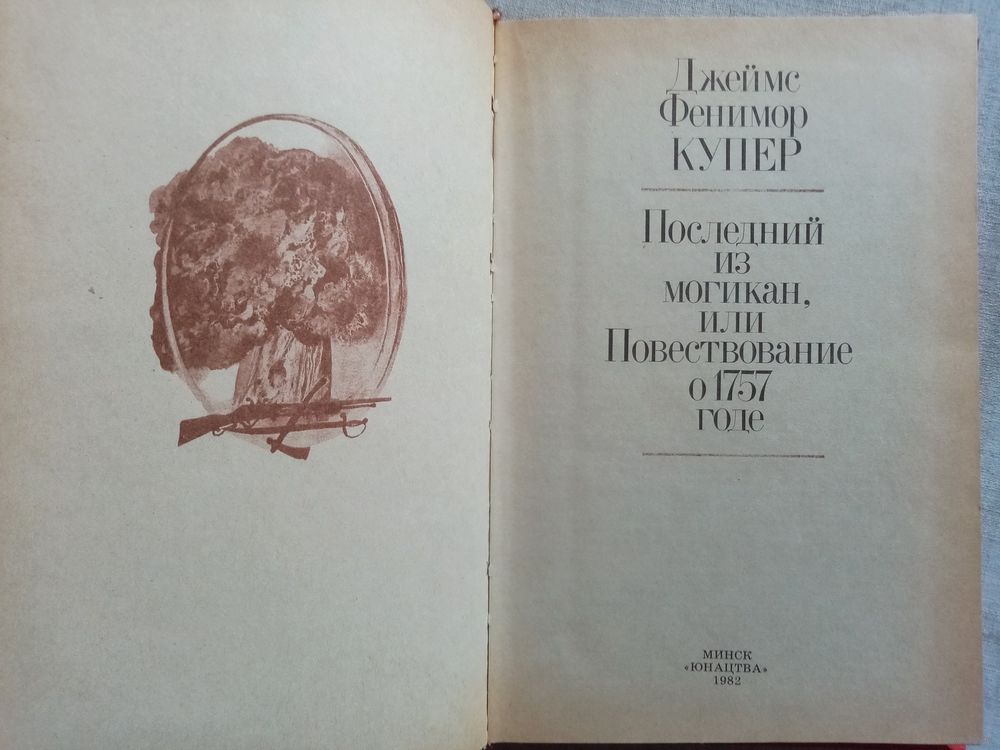 Джеймс
Фенимор
КУПЕР
Последний
из
могикан,
или
Повествование
о 1757
годе
МИНСК
«ЮНАЦТВА»
1982